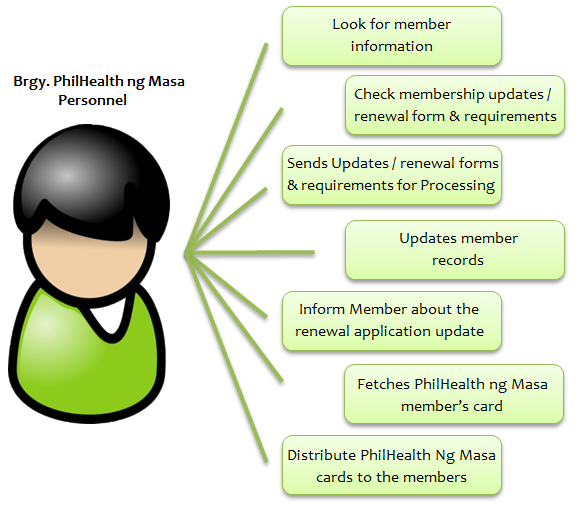 Brgy. PhilHealth ng Masa
Personnel
Look for member
information
Check membership updates /
renewal form & requirements
Sends Updates / renewal forms
& requirements for Processing
Updates member
records
Inform Member about the
renewal application update
Fetches PhilHealth ng Masa
member's card
Distribute PhilHealth Ng Masa
cards to the members